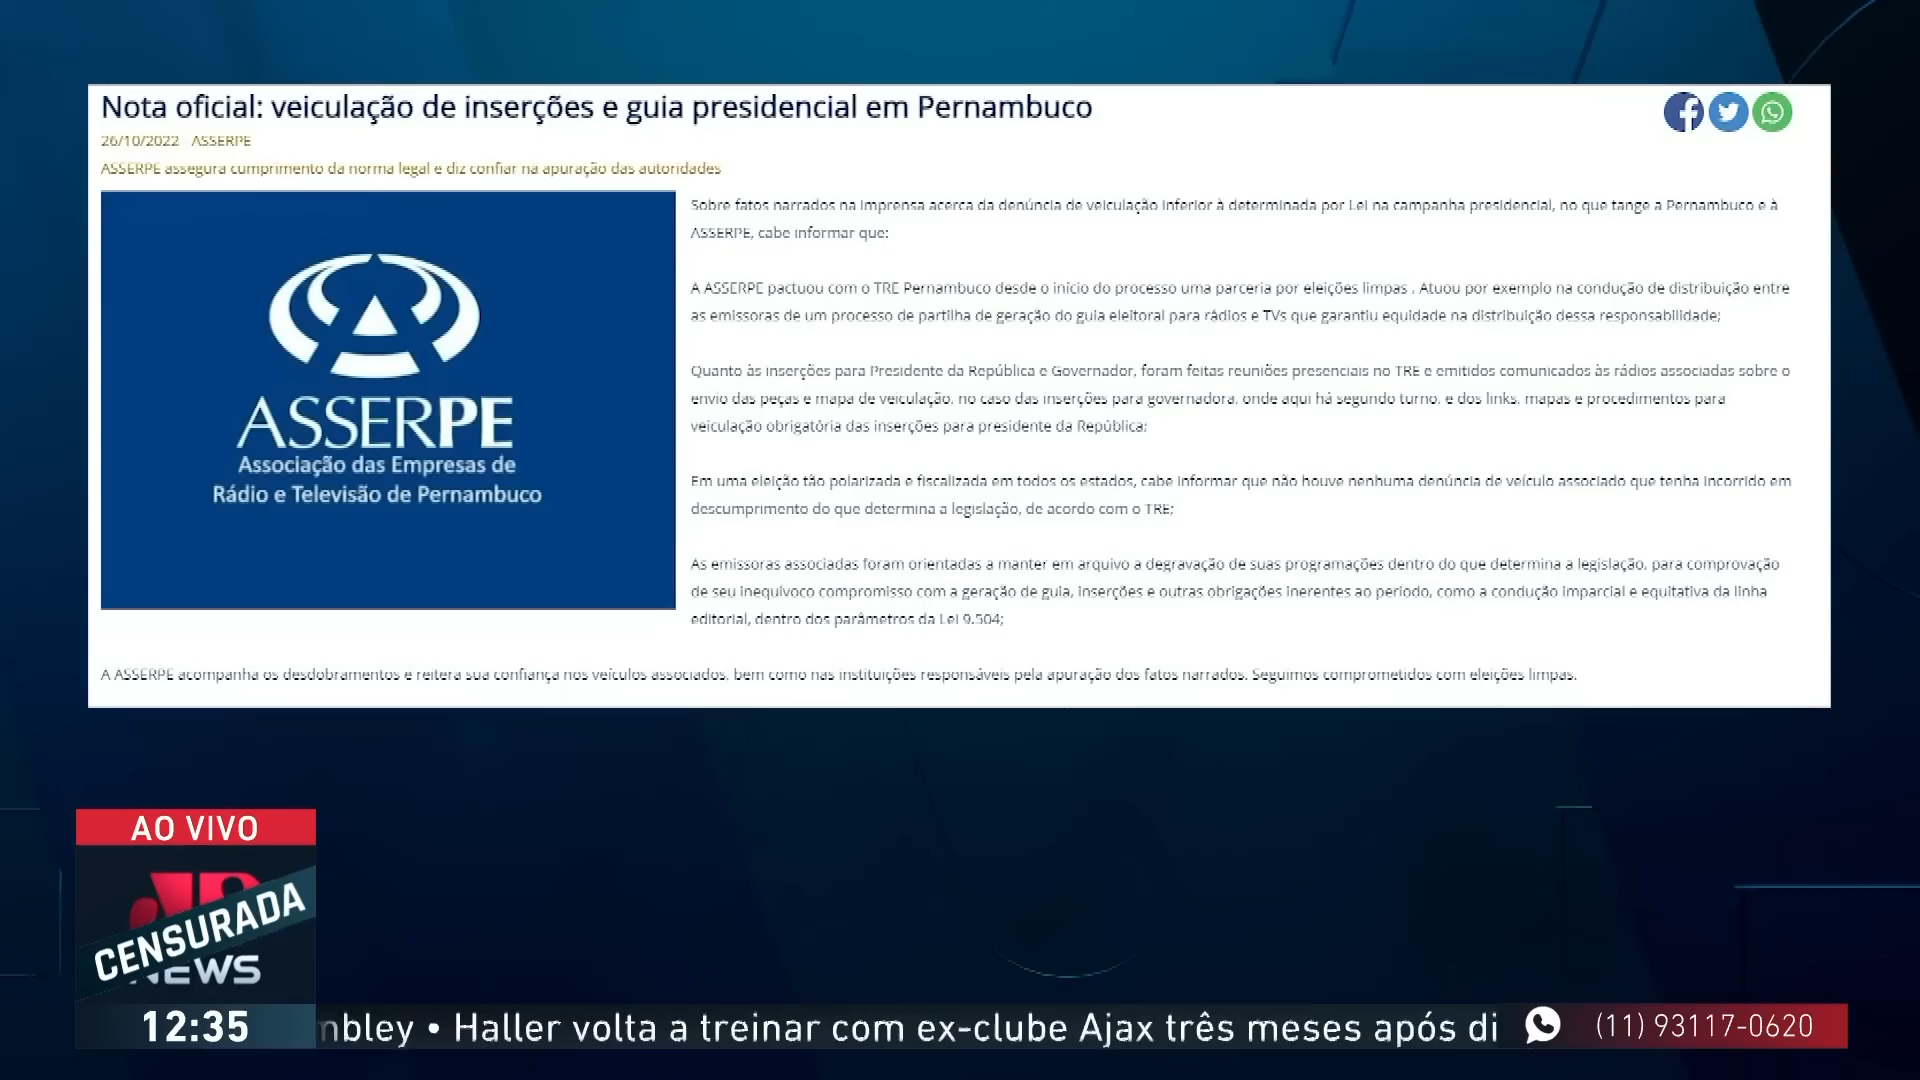 Nota oficial: veiculação de inserções e guia presidencial em Pernambuco
26/10/2022 ASSERPE
ASSERPE assegura cumprimento da norma legal e diz confiar na apuração das autoridades
ASSERPE
Associação das Empresas de
Rádio e Televisão de Pernambuco
Sobre fatos narrados na imprensa acerca da denúncia de veiculação inferior à determinada por Lei na campanha presidencial, no que tange a Pernambuco e à
ASSERPE, cabe informar que:
A ASSERPE pactuou com o TRE Pernambuco desde o início do processo uma parceria por eleições limpas . Atuou por exemplo na condução de distribuição entre
as emissoras de um processo de partilha de geração do guia eleitoral para rádios e TVs que garantiu equidade na distribuição dessa responsabilidade;
Quanto às inserções para Presidente da República e Governador, foram feitas reuniões presenciais no TRE e emitidos comunicados às rádios associadas sobre o
envio das peças e mapa de veiculação, no caso das inserções para governadora, onde aqui há segundo turno, e dos links, mapas e procedimentos para
veiculação obrigatória das inserções para presidente da República;
Em uma eleição tão polarizada e fiscalizada em todos os estados, cabe informar que não houve nenhuma denúncia de veículo associado que tenha incorrido em
descumprimento do que determina a legislação, de acordo com o TRE;
As emissoras associadas foram orientadas a manter em arquivo a degravação de suas programações dentro do que determina a legislação, para comprovação
de seu inequívoco compromisso com a geração de guia, inserções e outras obrigações inerentes ao período, como a condução imparcial e equitativa da linha
editorial, dentro dos parâmetros da Lei 9.504;
A ASSERPE acompanha os desdobramentos e reitera sua confiança nos veículos associados, bem como nas instituições responsáveis pela apuração dos fatos narrados. Seguimos comprometidos com eleições limpas.
AO VIVO
JP
CENSURADA
NEWS
12:35 mbley • Haller volta a treinar com ex-clube Ajax três meses após di (11) 93117-0620